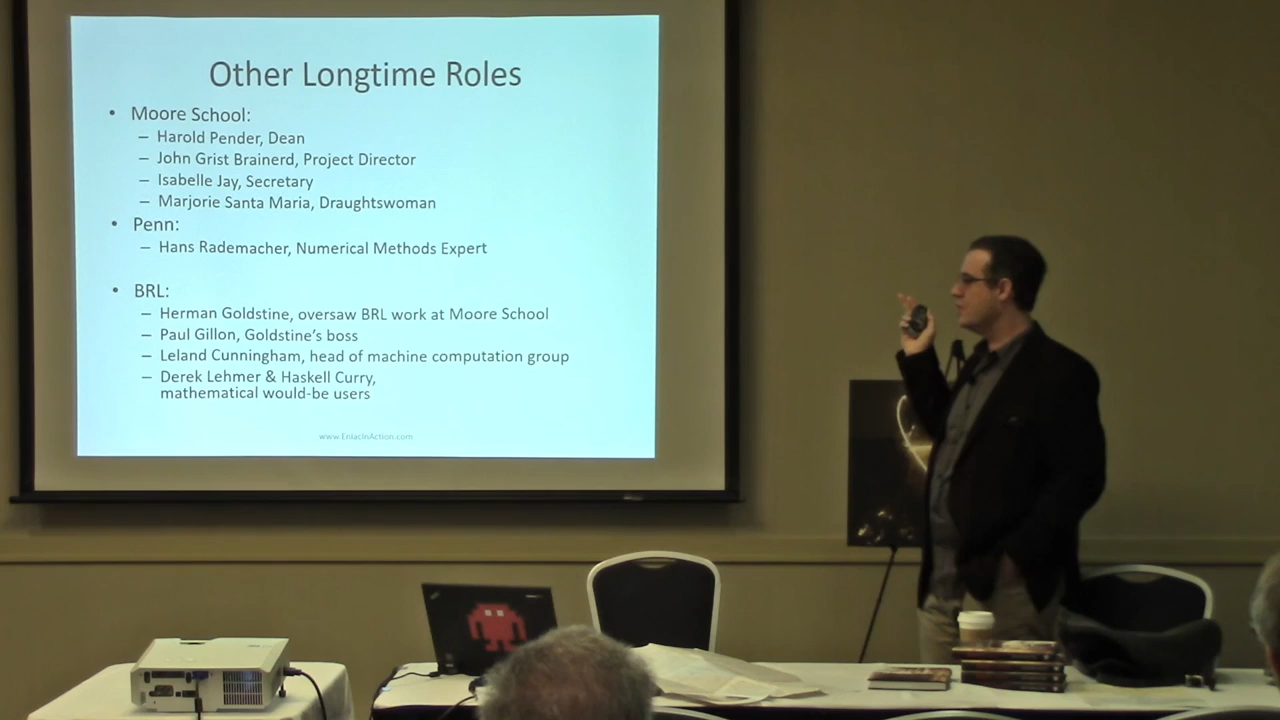 Other Longtime Roles
• Moore School:
– Harold Pender, Dean
– John Grist Brainerd, Project Director
– Isabelle Jay, Secretary
– Marjorie Santa Maria, Draughtswoman
• Penn:
– Hans Rademacher, Numerical Methods Expert
• BRL:
– Herman Goldstine, oversaw BRL work at Moore School
– Paul Gillon, Goldstine's boss
– Leland Cunningham, head of machine computation group
– Derek Lehmer & Haskell Curry,
mathematical would-be users
www.EniacInAction.com